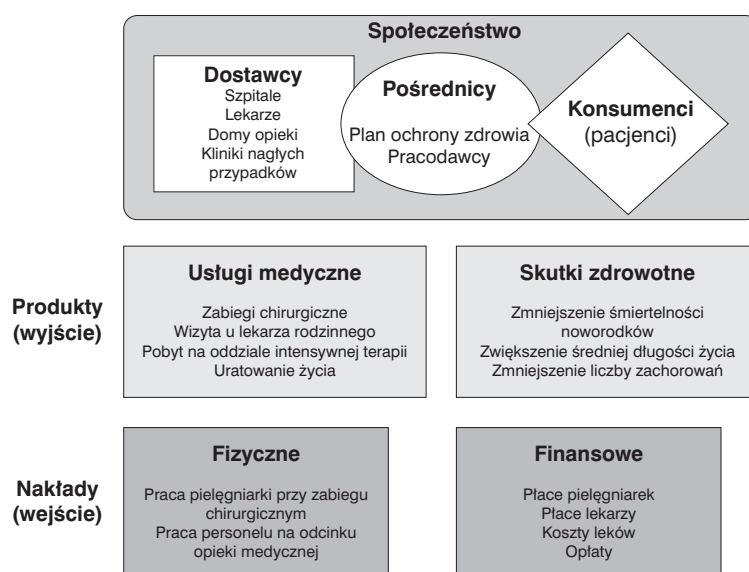 Społeczeństwo
Dostawcy
Szpitale
Lekarze
Domy opieki
Kliniki nagłych
przypadków
Pośrednicy
Plan ochrony zdrowia
Pracodawcy
Konsumenci
(pacjenci)
Produkty
(wyjście)
Usługi medyczne
Zabiegi chirurgiczne
Wizyta u lekarza rodzinnego
Pobyt na oddziale intensywnej terapii
Uratowanie życia
Skutki zdrowotne
Zmniejszenie śmiertelności
noworodków
Zwiększenie średniej długości życia
Zmniejszenie liczby zachorowań
Nakłady
(wejście)
Fizyczne
Praca pielęgniarki przy zabiegu
chirurgicznym
Praca personelu na odcinku
opieki medycznej
Finansowe
Płace pielęgniarek
Płace lekarzy
Koszty leków
Opłaty